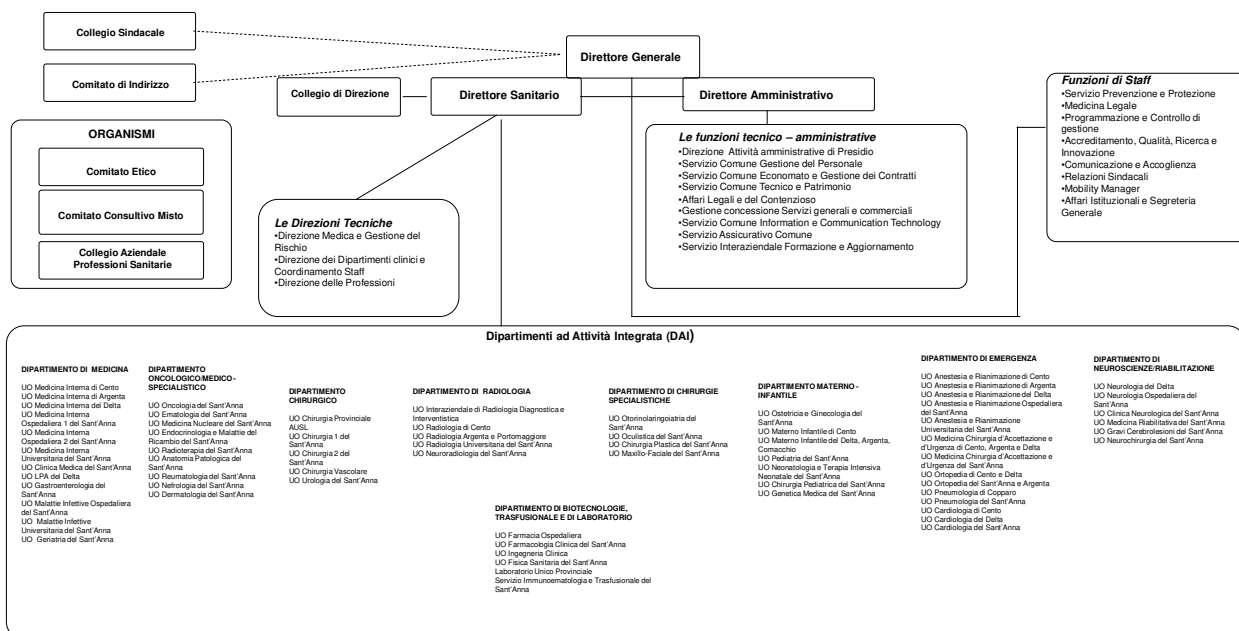 Collegio Sindacale
Comitato di Indirizzo
Direttore Generale
Collegio di Direzione
Direttore Sanitario
Direttore Amministrativo
Funzioni di Staff
•Servizio Prevenzione e Protezione
•Medicina Legale
•Programmazione e Controllo di
gestione
•Accreditamento, Qualità, Ricerca e
Innovazione
•Comunicazione e Accoglienza
•Relazioni Sindacali
•Mobility Manager
•Affari Istituzionali e Segreteria
Generale
ORGANISMI
Comitato Etico
Comitato Consultivo Misto
Collegio Aziendale
Professioni Sanitarie
Le Direzioni Tecniche
•Direzione Medica e Gestione del
Rischio
•Direzione dei Dipartimenti clinici e
Coordinamento Staff
•Direzione delle Professioni
Le funzioni tecnico – amministrative
•Direzione Attività amministrative di Presidio
•Servizio Comune Gestione del Personale
•Servizio Comune Economato e Gestione dei Contratti
•Servizio Comune Tecnico e Patrimonio
•Affari Legali e del Contenzioso
•Gestione concessione Servizi generali e commerciali
•Servizio Comune Information e Communication Technology
•Servizio Assicurativo Comune
•Servizio Interaziendale Formazione e Aggiornamento
Dipartimenti ad Attività Integrata (DAI)
DIPARTIMENTO DI MEDICINA
UO Medicina Interna di Cento
UO Medicina Interna di Argenta
UO Medicina Interna del Delta
UO Medicina Interna
Ospedaliera 1 del Sant'Anna
UO Medicina Interna
Ospedaliera 2 del Sant'Anna
UO Medicina Interna
Universitaria del Sant'Anna
UO Clinica Medica del Sant'Anna
UO LPA del Delta
UO Gastroenterologia del
Sant'Anna
UO Malattie Infettive Ospedaliera
del Sant'Anna
UO Malattie Infettive
Universitaria del Sant'Anna
UO Geriatria del Sant'Anna
DIPARTIMENTO
ONCOLOGICO/MEDICO-
SPECIALISTICO
UO Oncologia del Sant'Anna
UO Ematologia del Sant'Anna
UO Medicina Nucleare del Sant'Anna
UO Endocrinologia e Malattie del
Ricambio del Sant'Anna
UO Radioterapia del Sant'Anna
UO Anatomia Patologica del
Sant'Anna
UO Reumatologia del Sant'Anna
UO Nefrologia del Sant'Anna
UO Dermatologia del Sant'Anna
DIPARTIMENTO
CHIRURGICO
UO Chirurgia Provinciale
AUSL
UO Chirurgia 1 del
Sant'Anna
UO Chirurgia 2 del
Sant'Anna
UO Chirurgia Vascolare
UO Urologia del Sant'Anna
DIPARTIMENTO DI RADIOLOGIA
UO Interaziendale di Radiologia Diagnostica e
Interventistica
UO Radiologia di Cento
UO Radiologia Argenta e Portomaggiore
UO Radiologia Universitaria del Sant'Anna
UO Neuroradiologia del Sant'Anna
DIPARTIMENTO DI CHIRURGIE
SPECIALISTICHE
UO Otorinolaringoiatria del
Sant'Anna
UO Oculistica del Sant'Anna
UO Chirurgia Plastica del Sant'Anna
UO Maxillo-Faciale del Sant'Anna
DIPARTIMENTO MATERNO-
INFANTILE
UO Ostetricia e Ginecologia del
Sant'Anna
UO Materno Infantile di Cento
UO Materno Infantile del Delta, Argenta,
Comacchio
UO Pediatria del Sant'Anna
UO Neonatologia e Terapia Intensiva
Neonatale del Sant'Anna
UO Chirurgia Pediatrica del Sant'Anna
UO Genetica Medica del Sant'Anna
DIPARTIMENTO DI EMERGENZA
UO Anestesia e Rianimazione di Cento
UO Anestesia e Rianimazione di Argenta
UO Anestesia e Rianimazione del Delta
UO Anestesia e Rianimazione Ospedaliera
del Sant'Anna
UO Anestesia e Rianimazione
Universitaria del Sant'Anna
UO Medicina Chirurgia d'Accettazione e
d'Urgenza di Cento, Argenta e Delta
UO Medicina Chirurgia d'Accettazione e
d'Urgenza del Sant'Anna
UO Ortopedia di Cento e Delta
UO Ortopedia del Sant'Anna e Argenta
UO Pneumologia di Copparo
UO Pneumologia del Sant'Anna
UO Cardiologia di Cento
UO Cardiologia del Delta
UO Cardiologia del Sant'Anna
DIPARTIMENTO DI
NEUROSCIENZE/RIABILITAZIONE
UO Neurologia del Delta
UO Neurologia Ospedaliera del
Sant'Anna
UO Clinica Neurologica del Sant'Anna
UO Medicina Riabilitativa del Sant'Anna
UO Gravi Cerebrolesioni del Sant'Anna
UO Neurochirurgia del Sant'Anna
DIPARTIMENTO DI BIOTECNOLOGIE,
TRASFUSIONALE E DI LABORATORIO
UO Farmacia Ospedaliera
UO Farmacologia Clinica del Sant'Anna
UO Ingegneria Clinica
UO Fisica Sanitaria del Sant'Anna
Laboratorio Unico Provinciale
Servizio Immunoematologia e Trasfusionale del
Sant'Anna